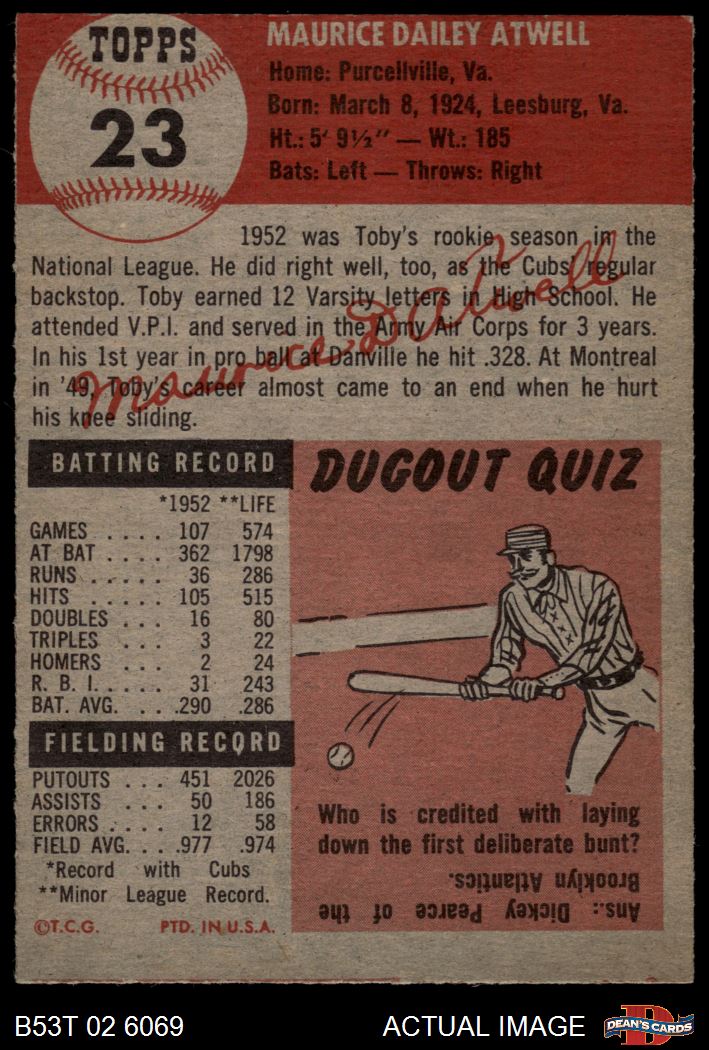 TOPPS
23
MAURICE DAILEY ATWELL
Home: Purcellville, Va.
Born: March 8, 1924, Leesburg, Va.
Ht.: 5' 9½" — Wt.: 185
Bats: Left — Throws: Right
1952 was Toby's rookie season in the
National League. He did right well, too, as the Cubs' regular
backstop. Toby earned 12 Varsity letters in High School. He
attended V.P.I. and served in the Army Air Corps for 3 years.
In his 1st year in pro ball at Danville he hit .328. At Montreal
in '49, Toby's career almost came to an end when he hurt
his knee sliding.
Maurice D Atwell
BATTING RECORD
*1952 **LIFE
GAMES . . . . 107 574
AT BAT . . . . 362 1798
RUNS . . . . . 36 286
HITS . . . . . 105 515
DOUBLES . . . 16 80
TRIPLES . . . 3 22
HOMERS . . . 2 24
R. B. I. . . . . . 31 243
BAT. AVG. . . . .290 .286
FIELDING RECORD
PUTOUTS . . . 451 2026
ASSISTS . . . 50 186
ERRORS . . . . 12 58
FIELD AVG. . . . .977 .974
*Record with Cubs
**Minor League Record.
©T.C.G. PTD. IN U.S.A.
DUGOUT QUIZ
Who is credited with laying
down the first deliberate bunt?
Ans.: Dickey Pearce of the
Brooklyn Atlantics.
B53T 02 6069
ACTUAL IMAGE
D
DEAN'S CARDS